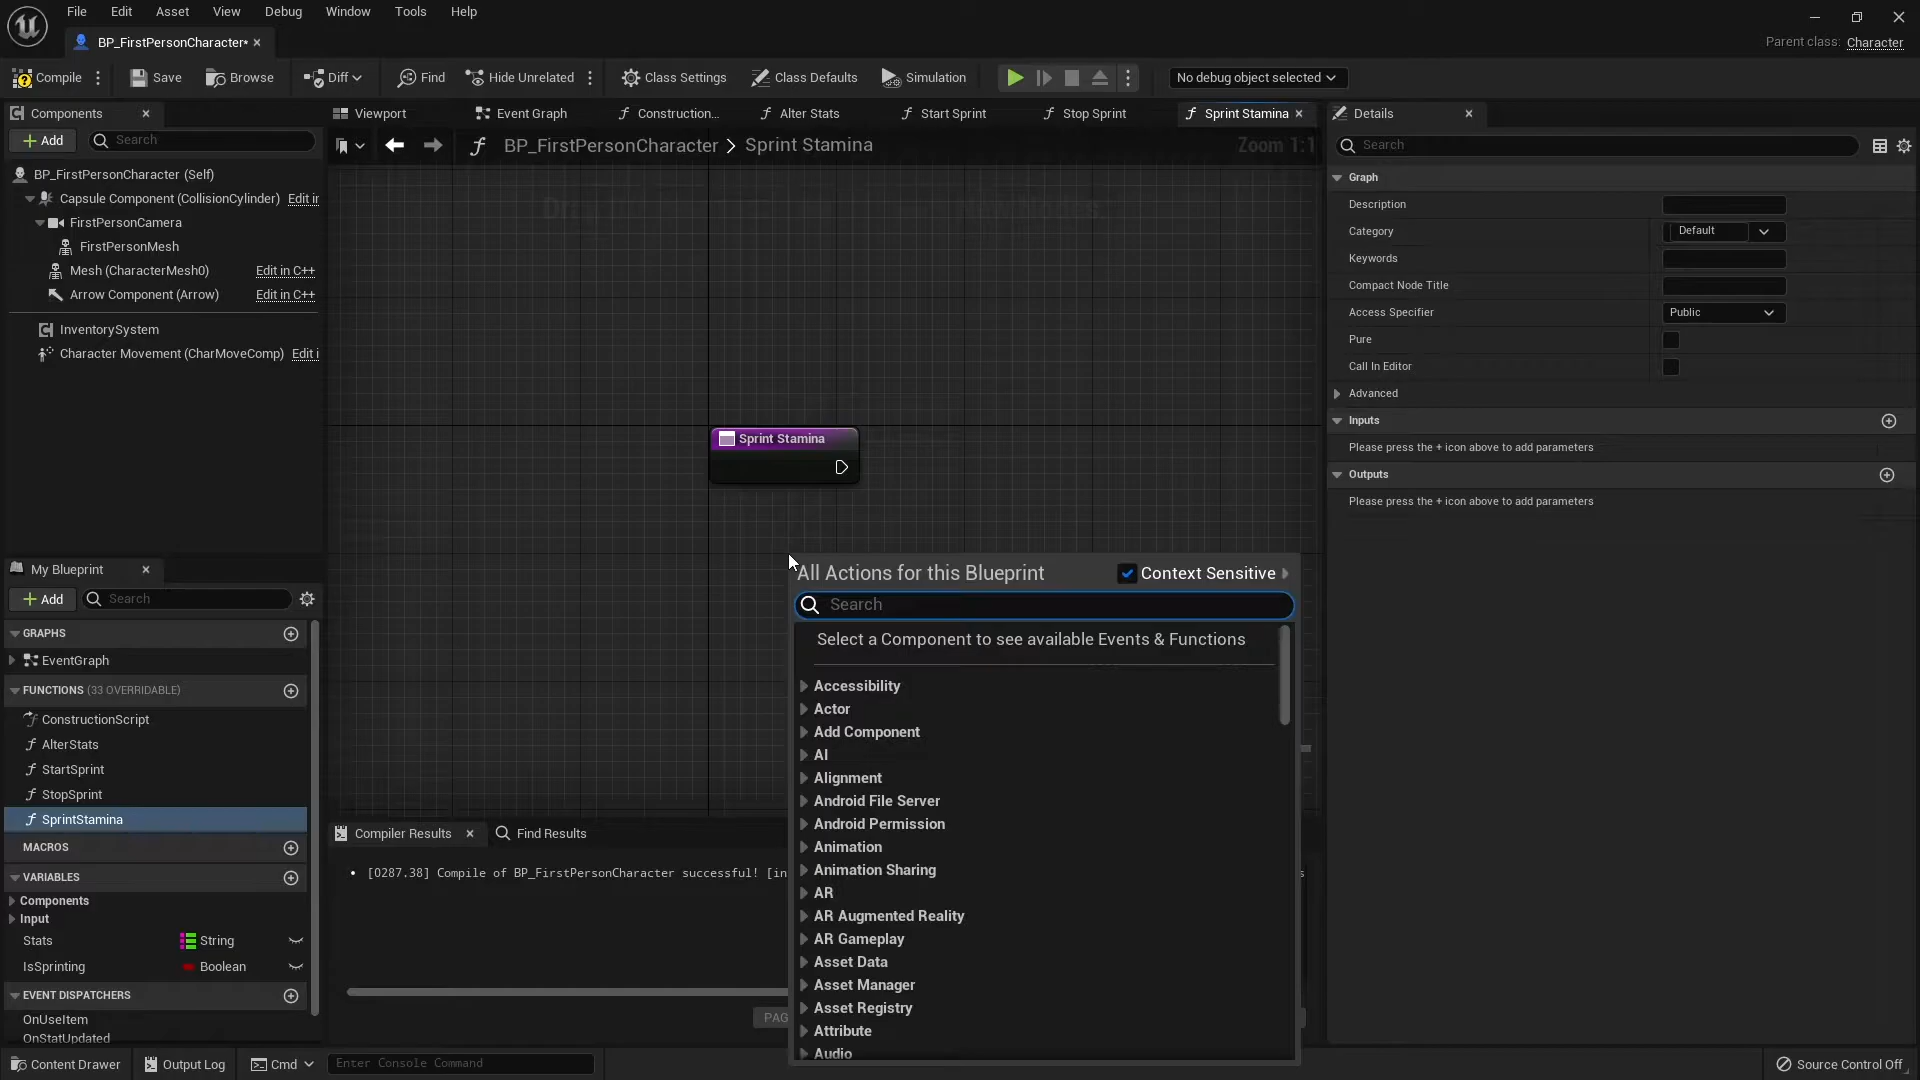 File Edit Asset View Debug Window Tools Help
BP_FirstPersonCharacter*
Parent class: Character
Compile Save Browse Diff Find Hide Unrelated Class Settings Class Defaults Simulation No debug object selected
Components
Add Search
BP_FirstPersonCharacter (Self)
Capsule Component (CollisionCylinder) Edit in
FirstPersonCamera
FirstPersonMesh
Mesh (CharacterMesh0) Edit in C++
Arrow Component (Arrow) Edit in C++
InventorySystem
Character Movement (CharMoveComp) Edit i
My Blueprint
Add Search
GRAPHS
EventGraph
FUNCTIONS (33 OVERRIDABLE)
ConstructionScript
AlterStats
StartSprint
StopSprint
SprintStamina
MACROS
VARIABLES
Components
Input
Stats String
IsSprinting Boolean
EVENT DISPATCHERS
OnUseItem
OnStatUpdated
Viewport Event Graph Construction... Alter Stats Start Sprint Stop Sprint Sprint Stamina
BP_FirstPersonCharacter > Sprint Stamina Zoom 1:1
Sprint Stamina
All Actions for this Blueprint Context Sensitive
Search
Select a Component to see available Events & Functions
Accessibility
Actor
Add Component
AI
Alignment
Android File Server
Android Permission
Animation
Animation Sharing
AR
AR Augmented Reality
AR Gameplay
Asset Data
Asset Manager
Asset Registry
Attribute
Audio
Compiler Results Find Results
[0287.38] Compile of BP_FirstPersonCharacter successful! [in
PAG
Details
Search
Graph
Description
Category Default
Keywords
Compact Node Title
Access Specifier Public
Pure
Call In Editor
Advanced
Inputs
Please press the + icon above to add parameters
Outputs
Please press the + icon above to add parameters
Content Drawer Output Log Cmd Enter Console Command Source Control Off